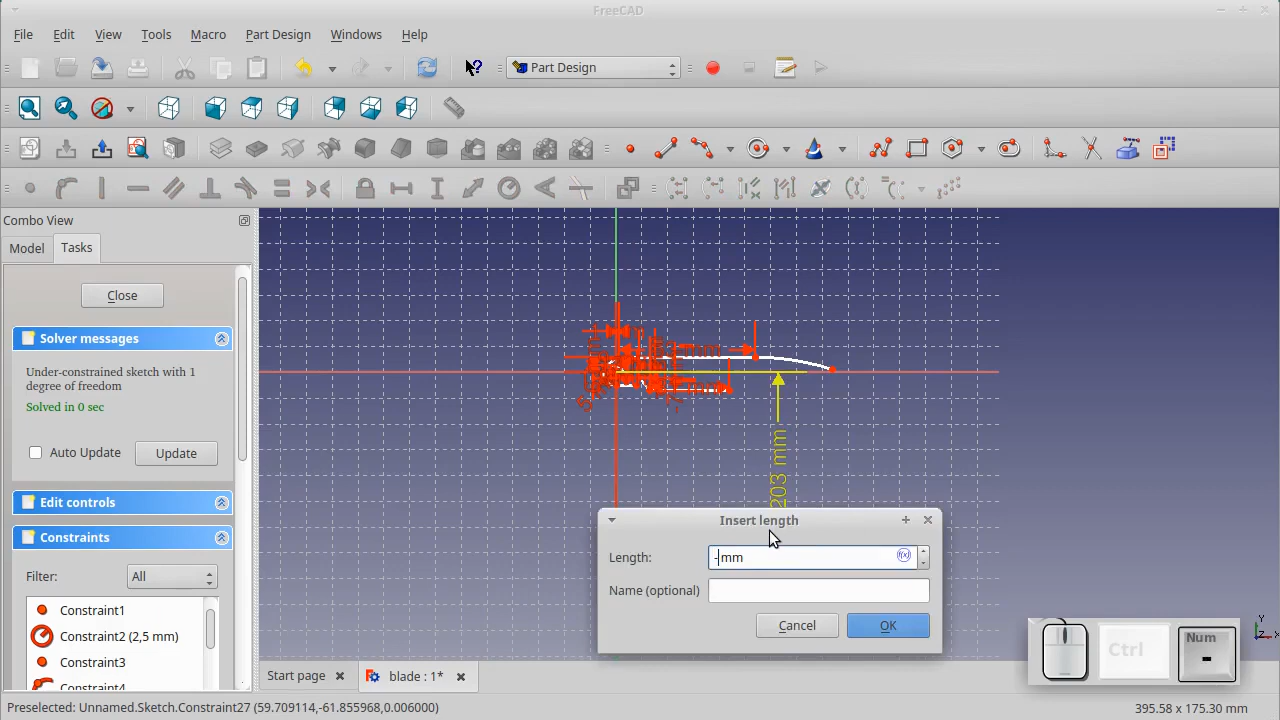 FreeCAD
File Edit View Tools Macro Part Design Windows Help
Part Design
Combo View
Model Tasks
Close
Solver messages
Under-constrained sketch with 1
degree of freedom
Solved in 0 sec
Auto Update Update
Edit controls
Constraints
Filter: All
Constraint1
Constraint2 (2,5 mm)
Constraint3
Constraint4
203 mm
Insert length
Length: - mm
Name (optional)
Cancel OK
Ctrl
Num
-
Start page blade : 1*
Preselected: Unnamed.Sketch.Constraint27 (59.709114,-61.855968,0.006000)
395.58 x 175.30 mm